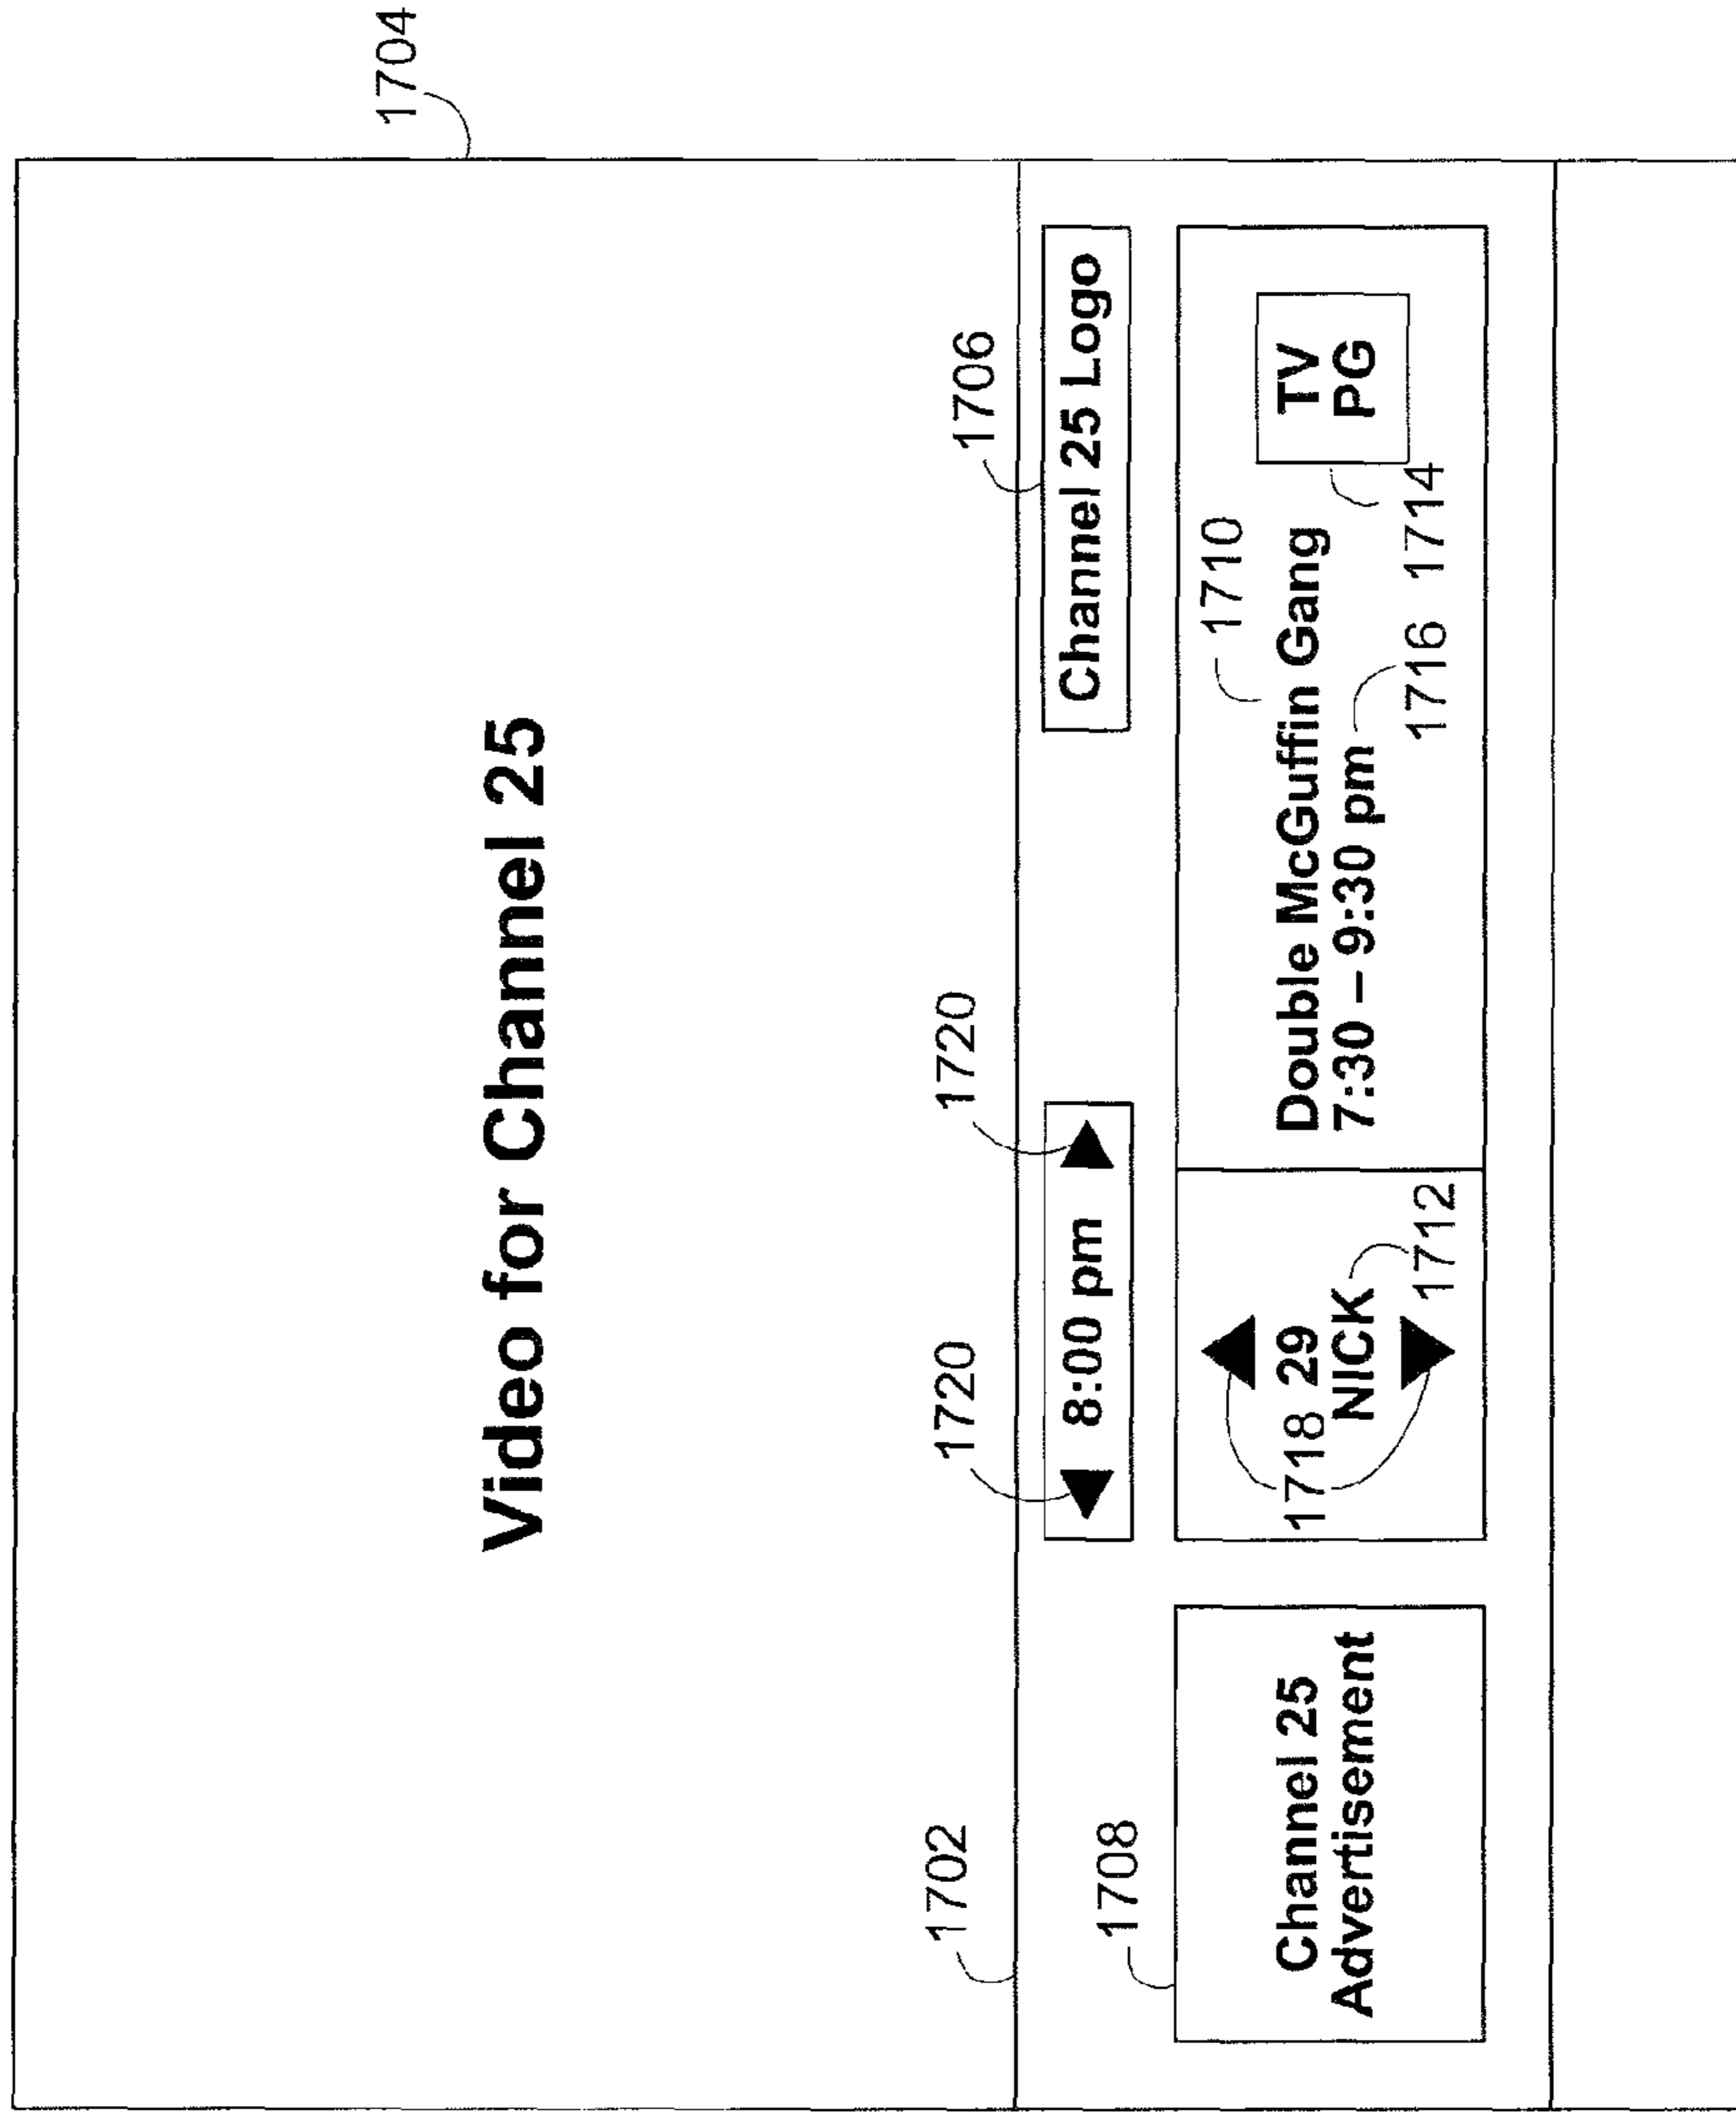 1704
Video for Channel 25
1702
1720
1720
1706
8:00 pm
Channel 25 Logo
1708
1710
Channel 25
Advertisement
1718
29
NICK
1712
Double McGuffin Gang
7:30 – 9:30 pm
1716
1714
TV
PG